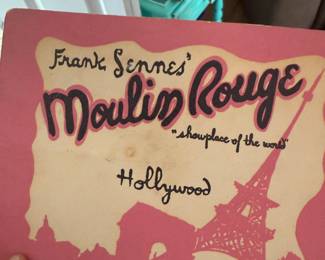 Frank Sennes'
Moulin Rouge
"showplace of the world"
Hollywood